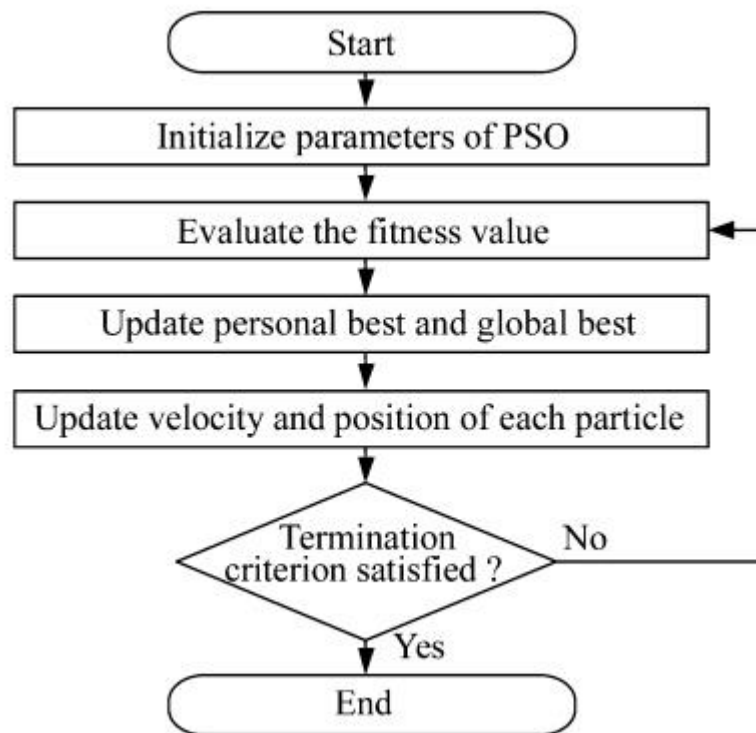 Start
Initialize parameters of PSO
Evaluate the fitness value
Update personal best and global best
Update velocity and position of each particle
Termination
criterion satisfied ?
No
Yes
End